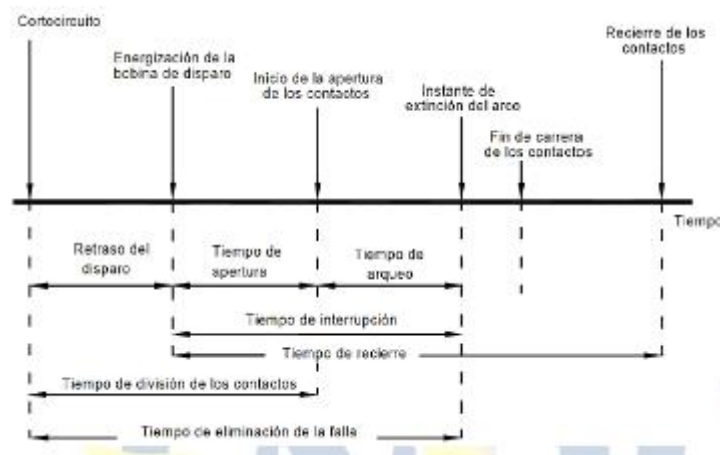 Cortocircuito
Energización de la
bobina de disparo
Inicio de la apertura
de los contactos
Instante de
extinción del arco
Fin de carrera
de los contactos
Recierre de los
contactos
Tiempo
Retraso del
disparo
Tiempo de
apertura
Tiempo de
arqueo
Tiempo de interrupción
Tiempo de recierre
Tiempo de división de los contactos
Tiempo de eliminación de la falla